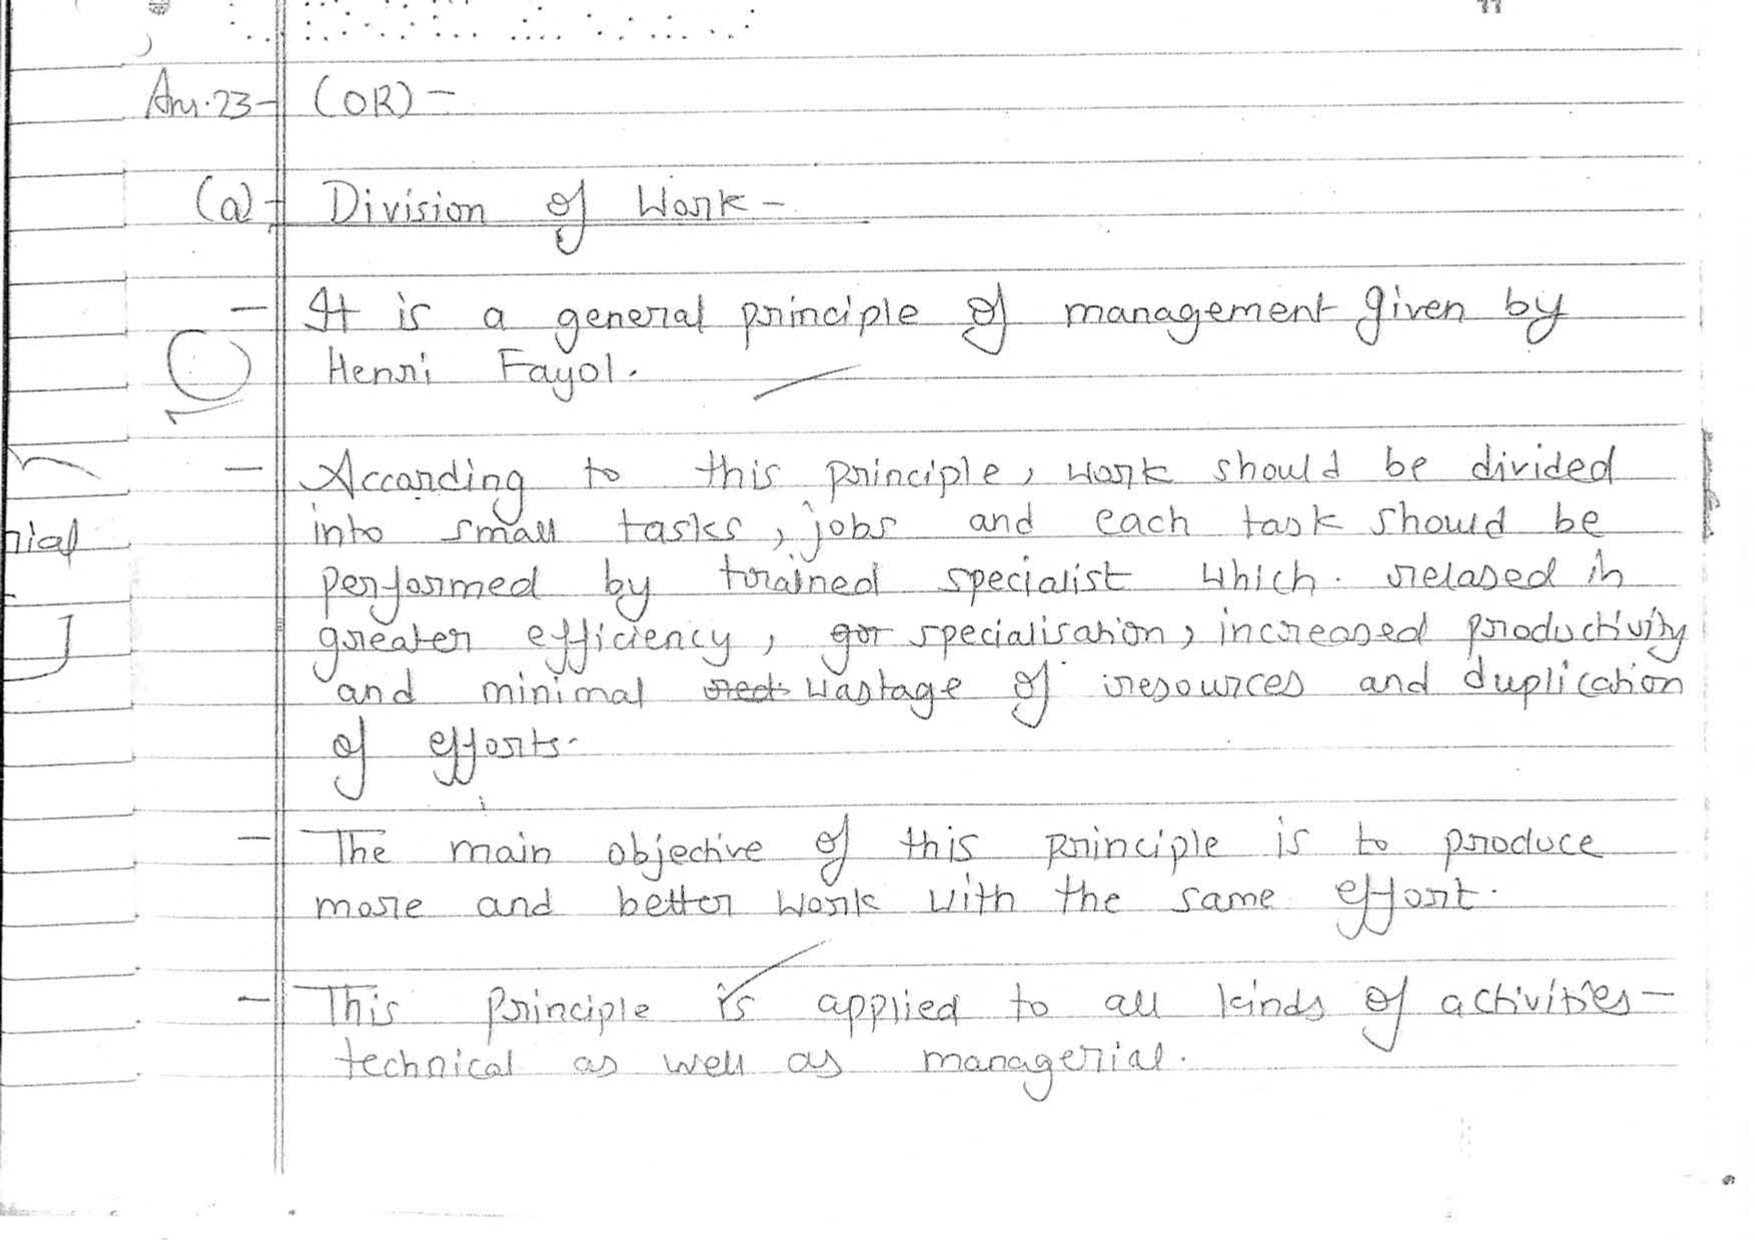 Ans.23- (OR) -
(a)- Division of Work -
- It is a general principle of management given by
Henri Fayol.
- According to this principle, work should be divided
into small tasks, jobs and each task should be
performed by trained specialist which. relased in
greater efficiency, gor specialisation, increased productivity
and minimal wastage of resources and duplication
of efforts.
- The main objective of this principle is to produce
more and better work with the same effort.
- This Principle is applied to all kinds of activities -
technical as well as managerial.
nial